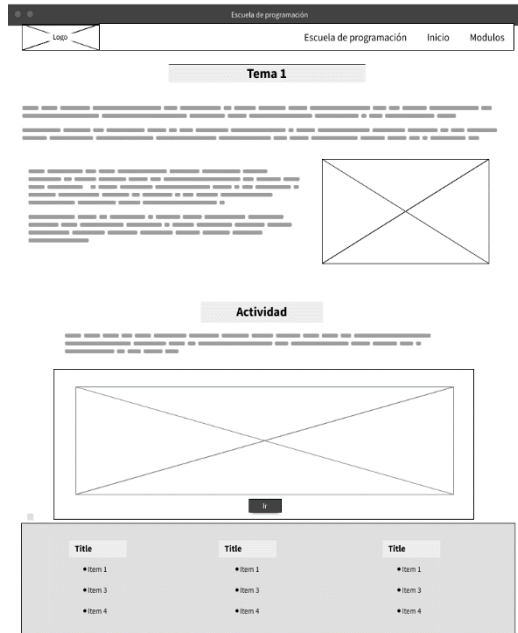 Escuela de programación
Logo
Escuela de programación Inicio Modulos
Tema 1
Actividad
Ir
Title Title Title
Item 1 Item 1 Item 1
Item 3 Item 3 Item 3
Item 4 Item 4 Item 4